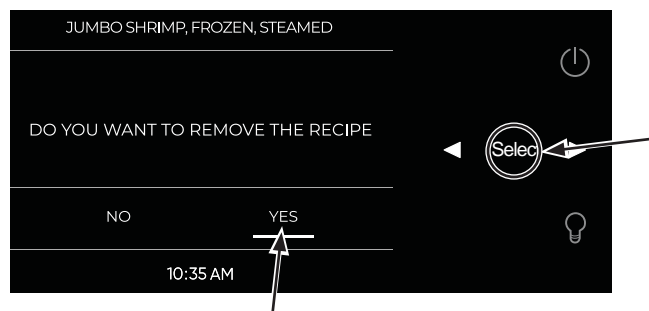 JUMBO SHRIMP, FROZEN, STEAMED
DO YOU WANT TO REMOVE THE RECIPE
Selec
NO YES
10:35 AM